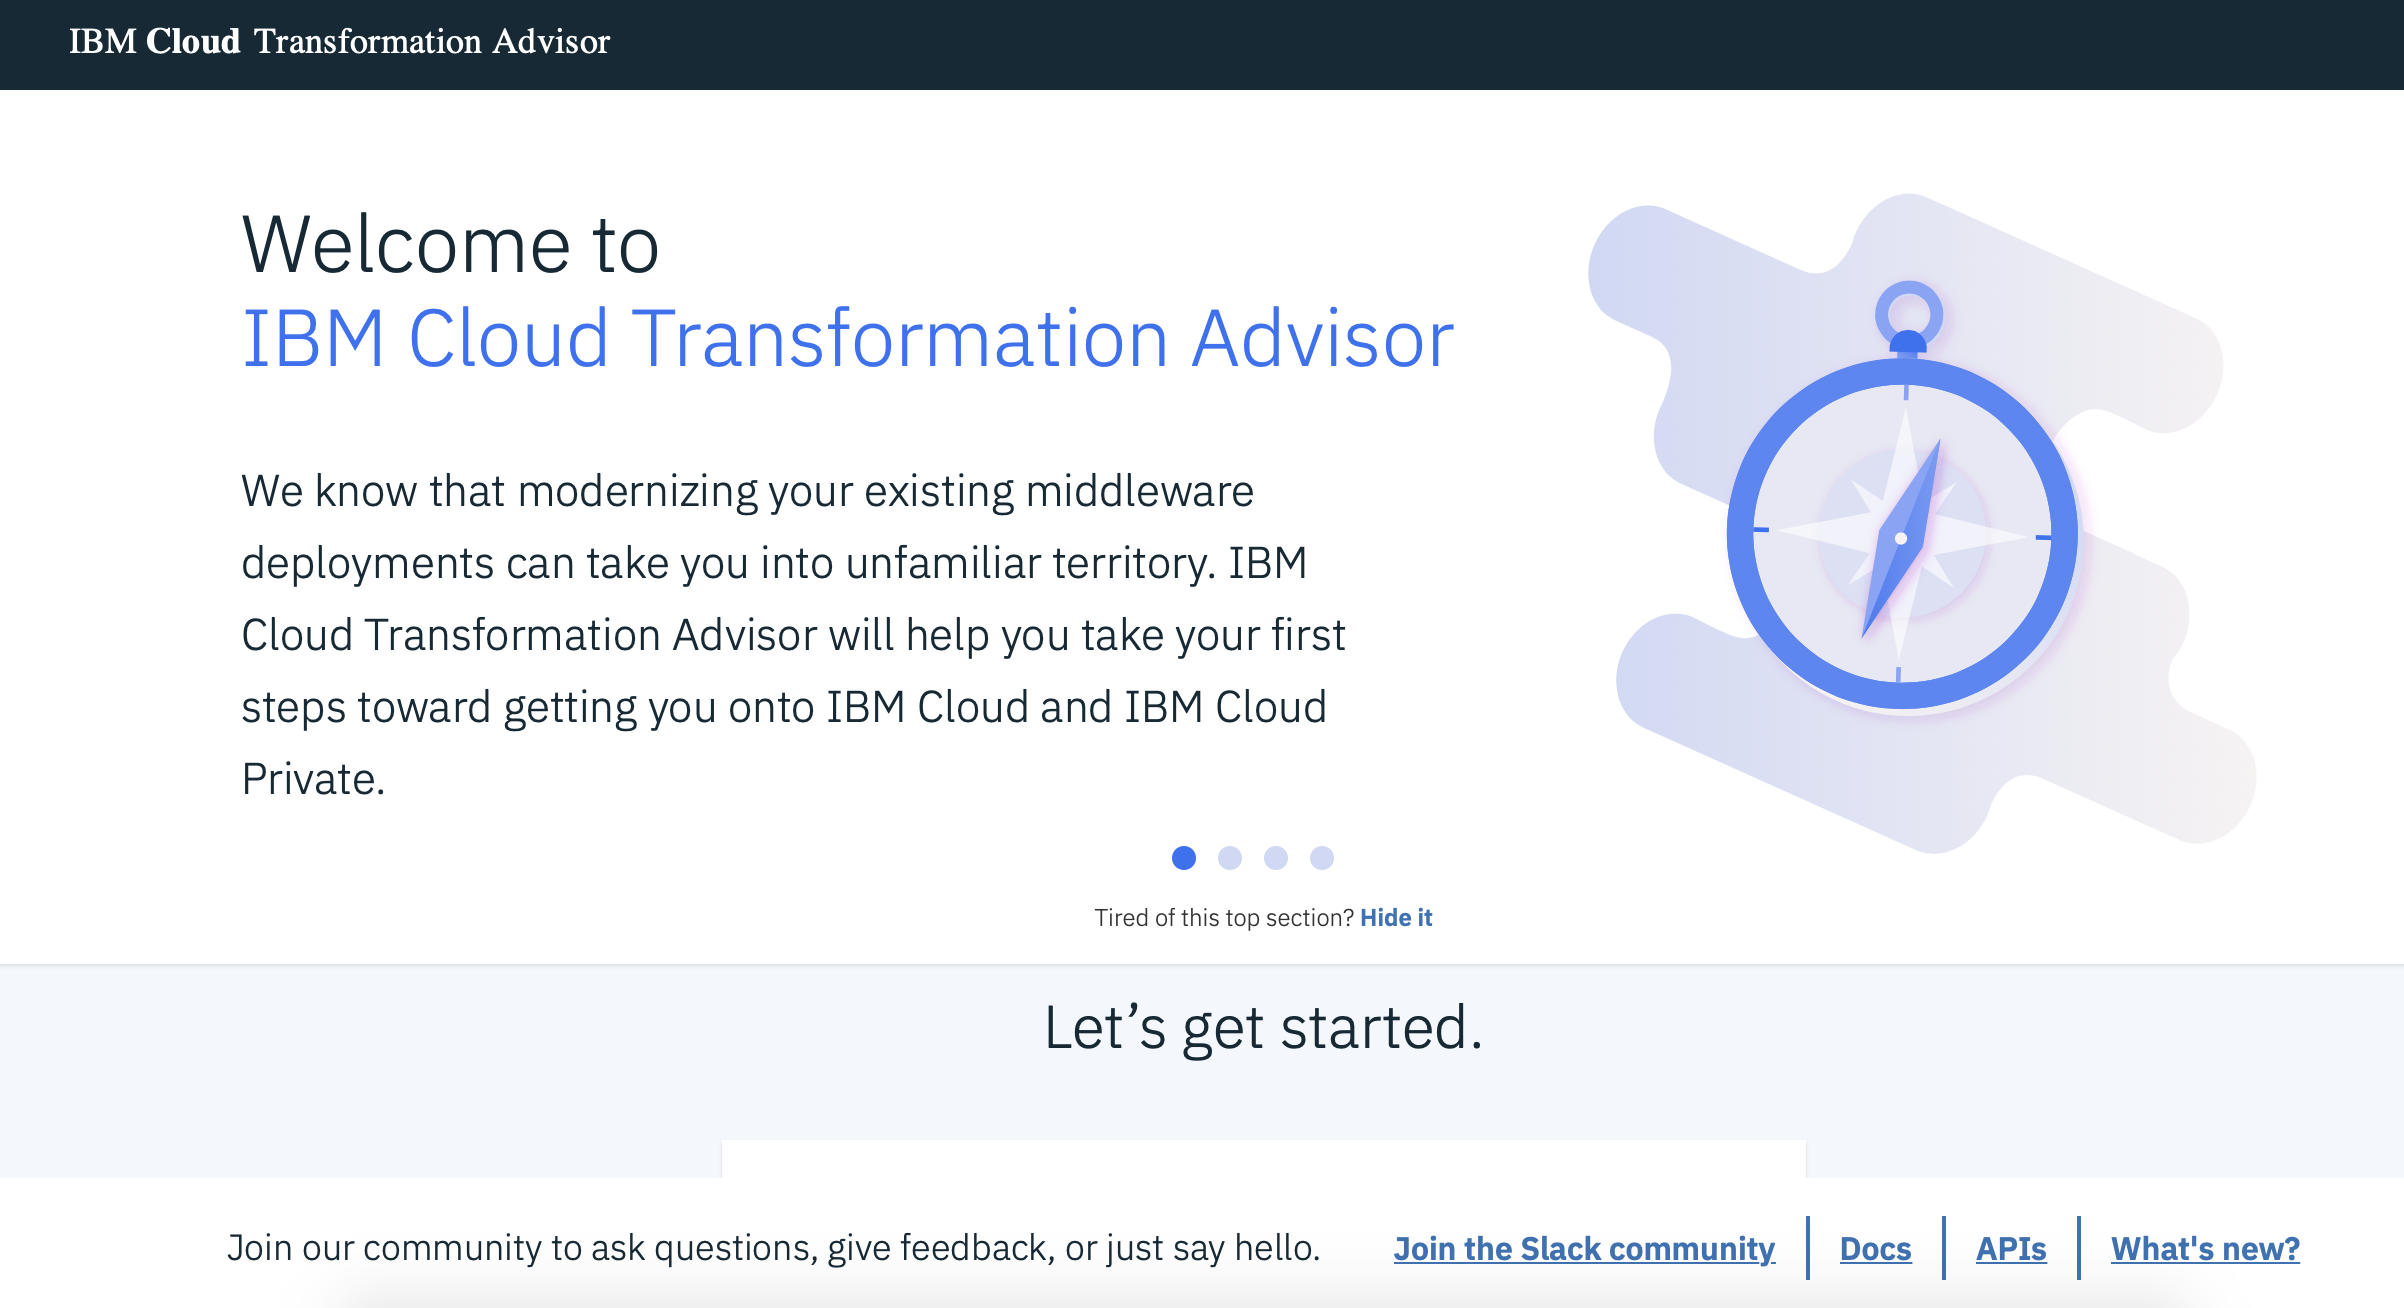 IBM Cloud Transformation Advisor
Welcome to
IBM Cloud Transformation Advisor
We know that modernizing your existing middleware
deployments can take you into unfamiliar territory. IBM
Cloud Transformation Advisor will help you take your first
steps toward getting you onto IBM Cloud and IBM Cloud
Private.
Tired of this top section? Hide it
Let’s get started.
Join our community to ask questions, give feedback, or just say hello. Join the Slack community Docs APIs What's new?